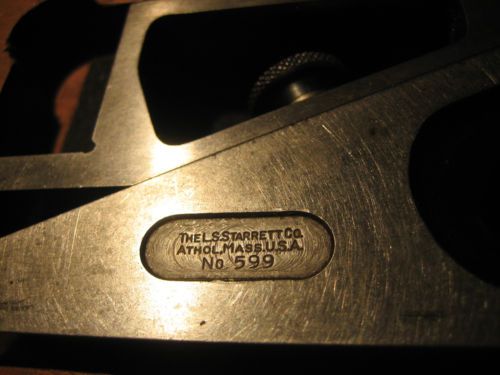 THE L.S. STARRETT CO.
ATHOL, MASS. U.S.A.
No 599